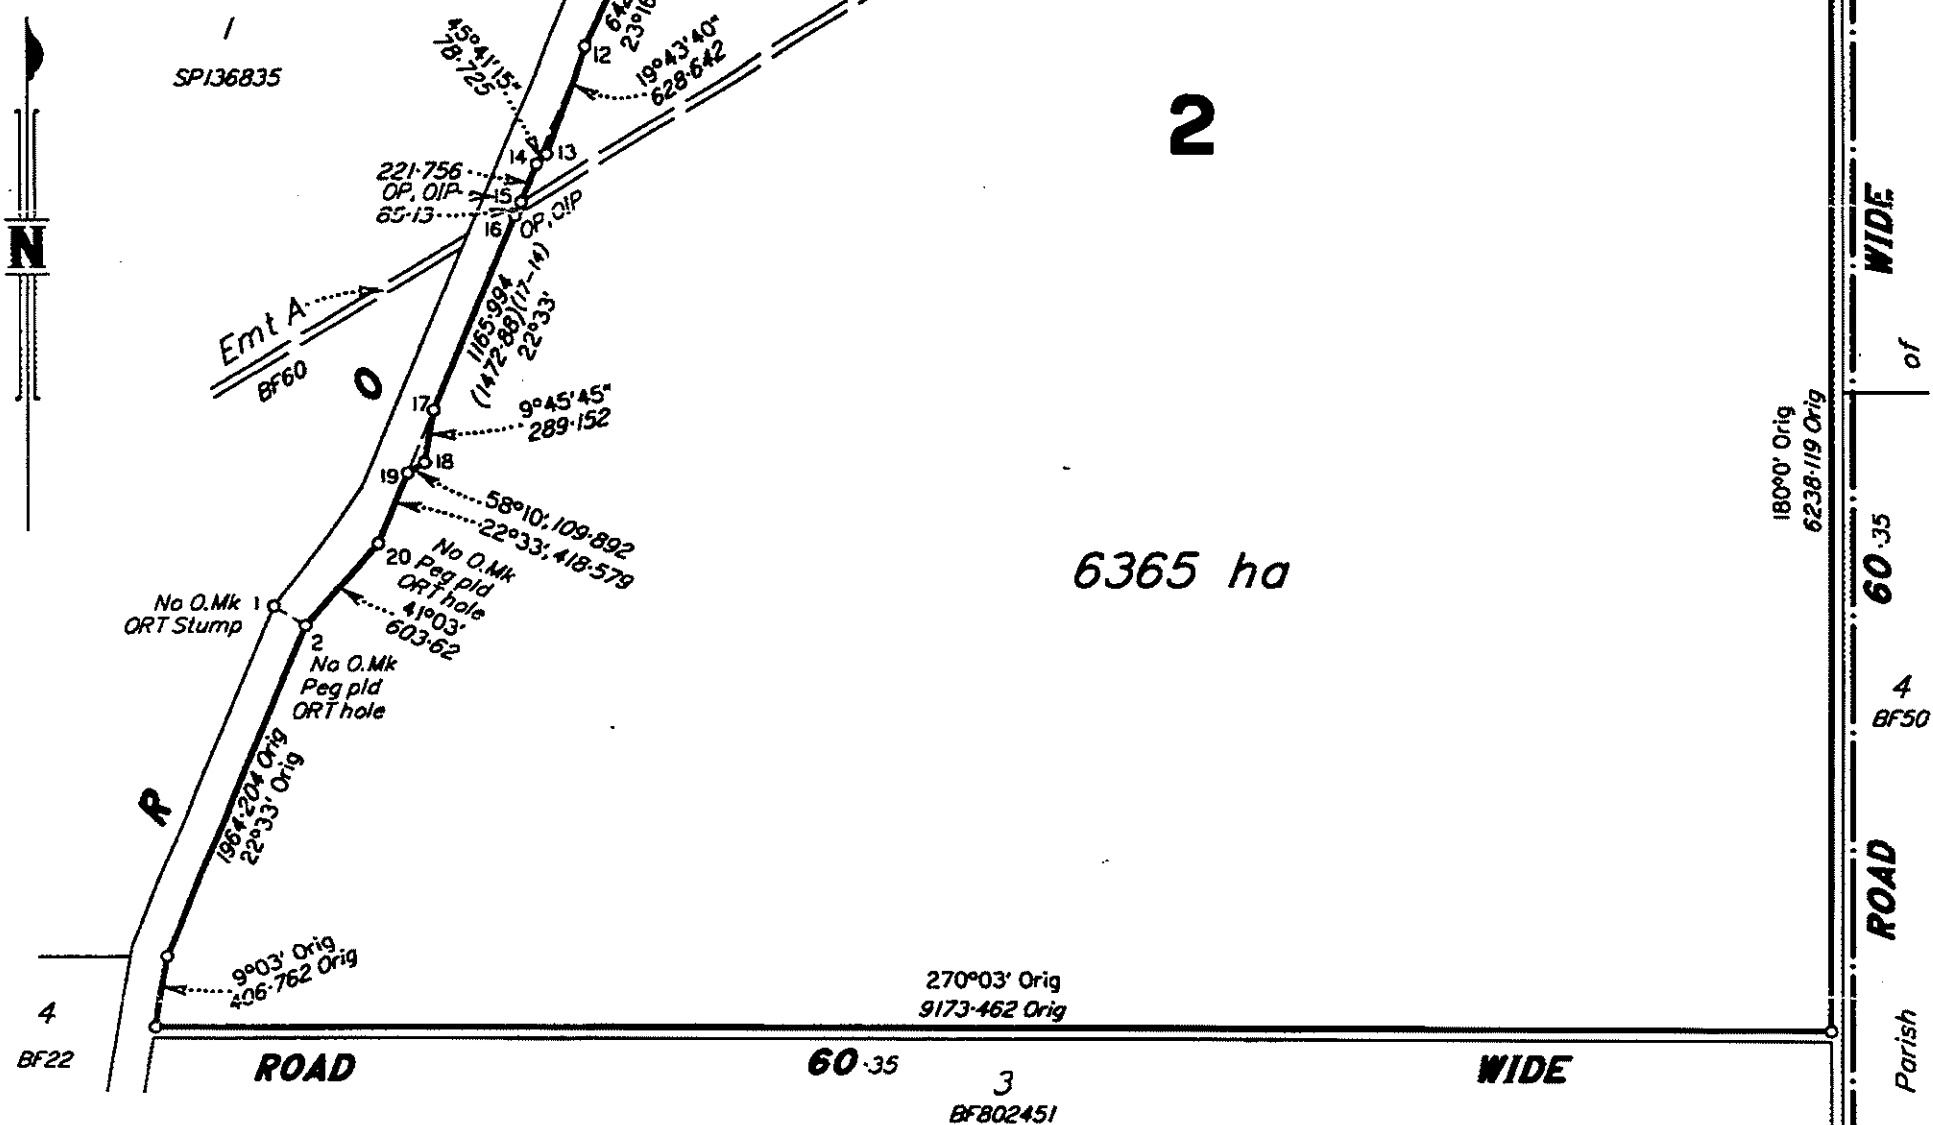 1
SP136835
N
45°41'15"
78·725
12
19°43'40"
628·642
13
14
221·756
OP, OIP
15
65·13
16
OP, OIP
Emt A
BF60
1165·994
(1472·88)(17-14)
22°33'
O
17
9°45'45"
289·152
18
19
58°10', 109·892
22°33', 418·579
20
No O.Mk
Peg pld
ORT hole
41°03'
603·62
No O.Mk
ORT Stump
1
2
No O.Mk
Peg pld
ORT hole
1964·204 Orig
22°33' Orig
R
9°03' Orig
406·762 Orig
4
BF22
2
6365 ha
180°0' Orig
6238·119 Orig
270°03' Orig
9173·462 Orig
ROAD 60·35 WIDE
3
BF802451
WIDE
60·35
ROAD
of
4
BF50
Parish